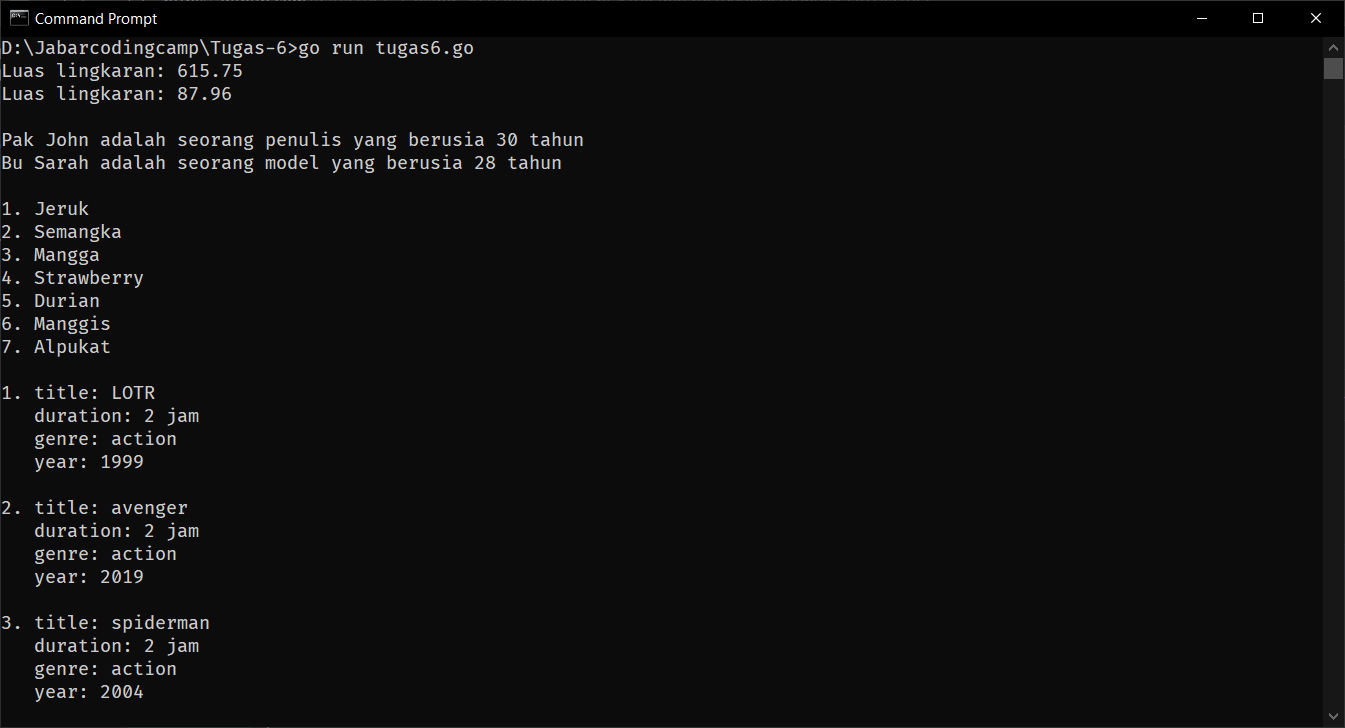 Command Prompt
D:\Jabarcodingcamp\Tugas-6>go run tugas6.go
Luas lingkaran: 615.75
Luas lingkaran: 87.96
Pak John adalah seorang penulis yang berusia 30 tahun
Bu Sarah adalah seorang model yang berusia 28 tahun
1. Jeruk
2. Semangka
3. Mangga
4. Strawberry
5. Durian
6. Manggis
7. Alpukat
1. title: LOTR
duration: 2 jam
genre: action
year: 1999
2. title: avenger
duration: 2 jam
genre: action
year: 2019
3. title: spiderman
duration: 2 jam
genre: action
year: 2004